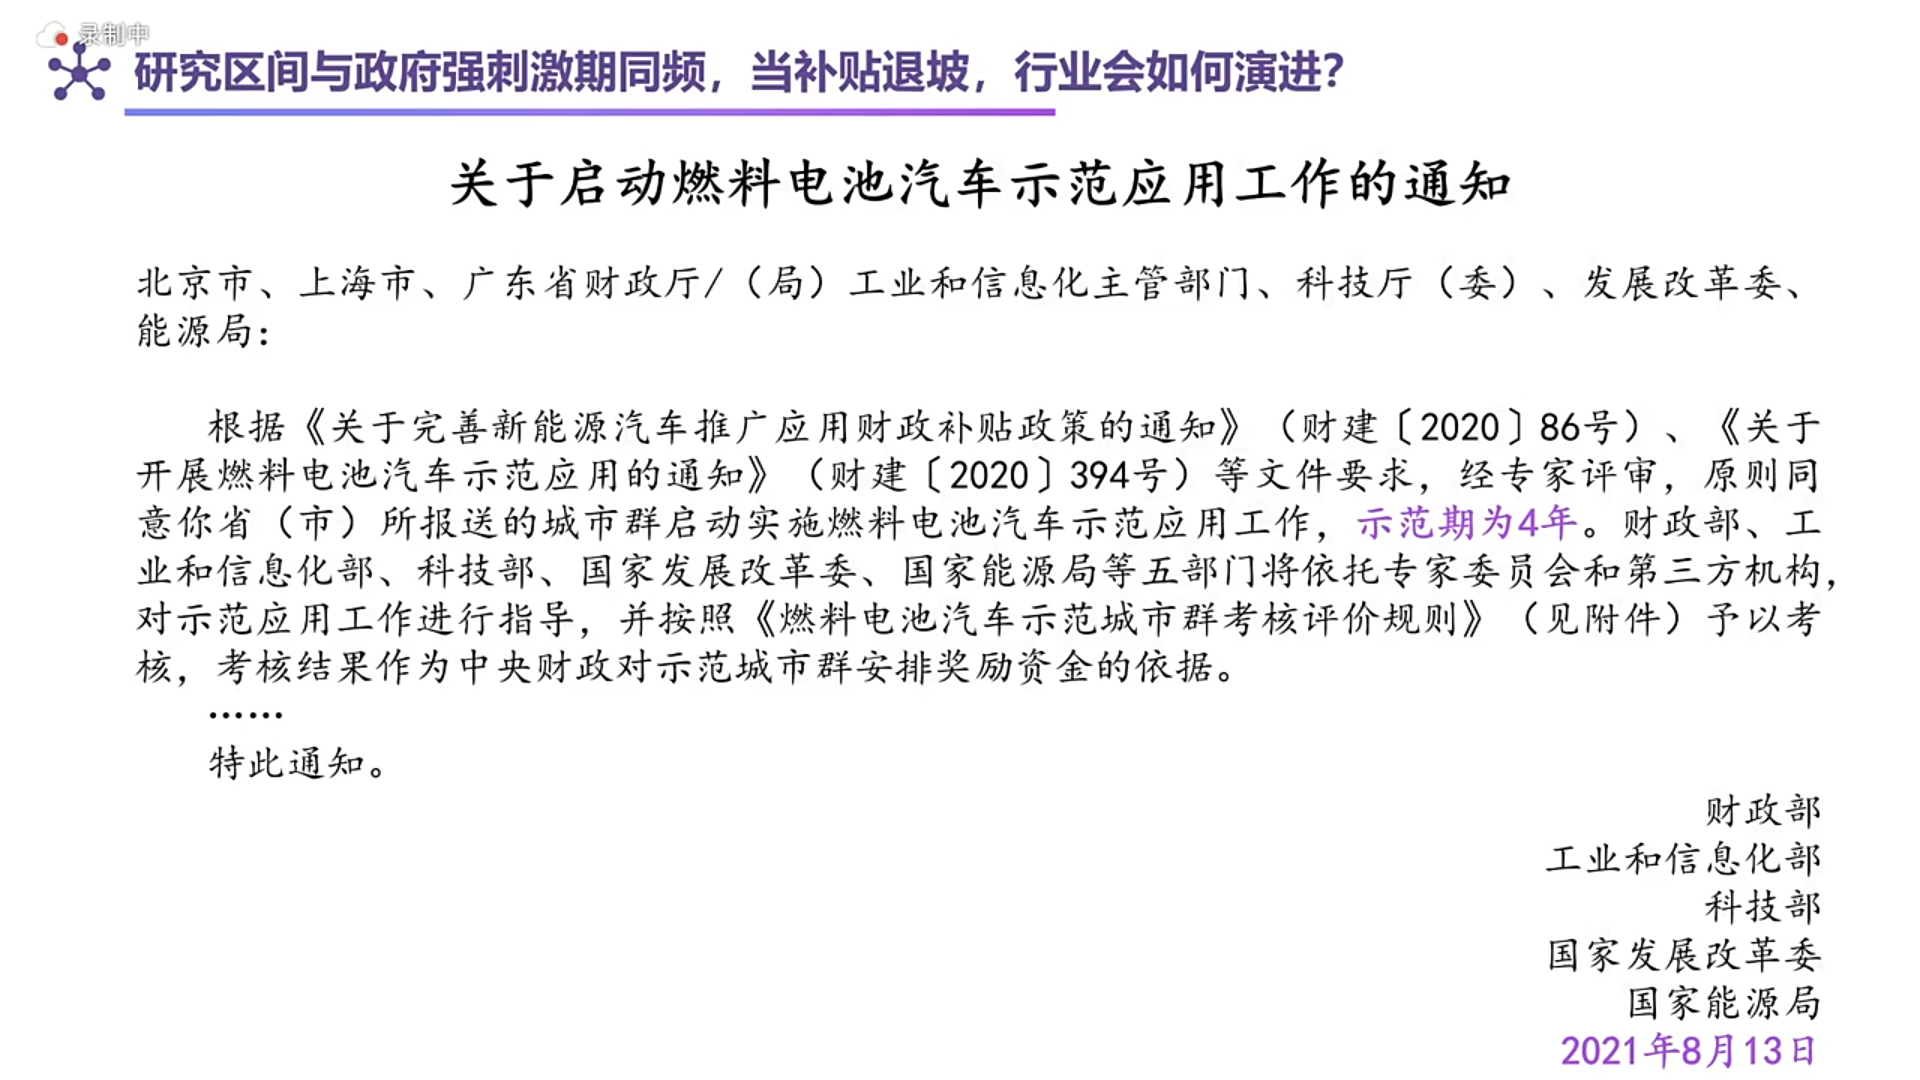 录制中
研究区间与政府强刺激期同频，当补贴退坡，行业会如何演进？
关于启动燃料电池汽车示范应用工作的通知
北京市、上海市、广东省财政厅/（局）工业和信息化主管部门、科技厅（委）、发展改革委、
能源局：
根据《关于完善新能源汽车推广应用财政补贴政策的通知》（财建〔2020〕86号）、《关于
开展燃料电池汽车示范应用的通知》（财建〔2020〕394号）等文件要求，经专家评审，原则同
意你省（市）所报送的城市群启动实施燃料电池汽车示范应用工作，示范期为4年。财政部、工
业和信息化部、科技部、国家发展改革委、国家能源局等五部门将依托专家委员会和第三方机构，
对示范应用工作进行指导，并按照《燃料电池汽车示范城市群考核评价规则》（见附件）予以考
核，考核结果作为中央财政对示范城市群安排奖励资金的依据。
……
特此通知。
财政部
工业和信息化部
科技部
国家发展改革委
国家能源局
2021年8月13日